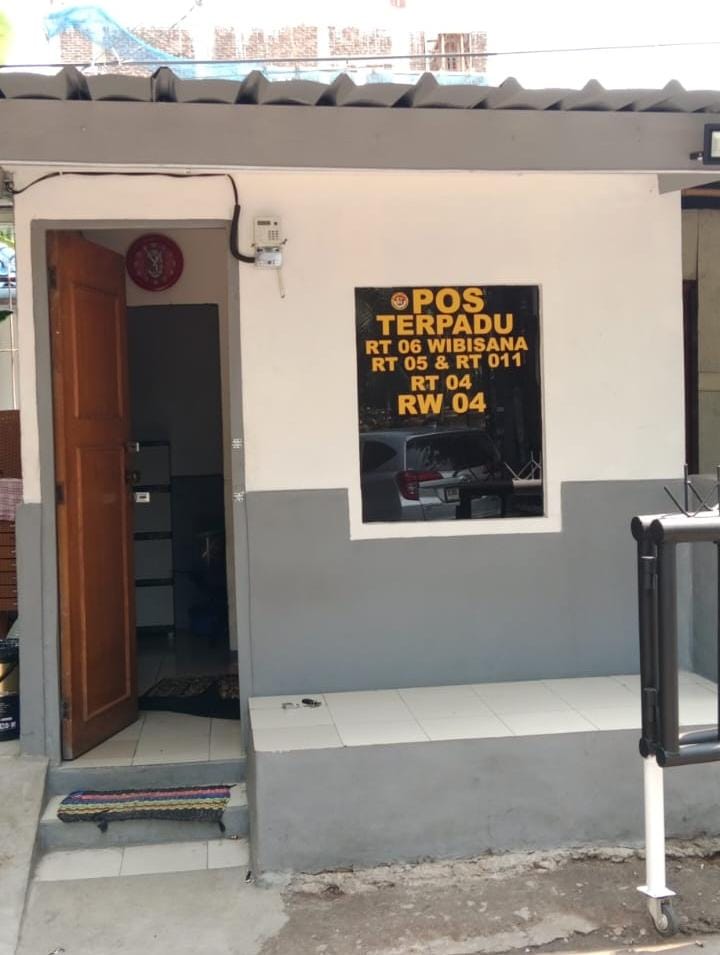 POS
TERPADU
RT 06 WIBISANA
RT 05 & RT 011
RT 04
RW 04